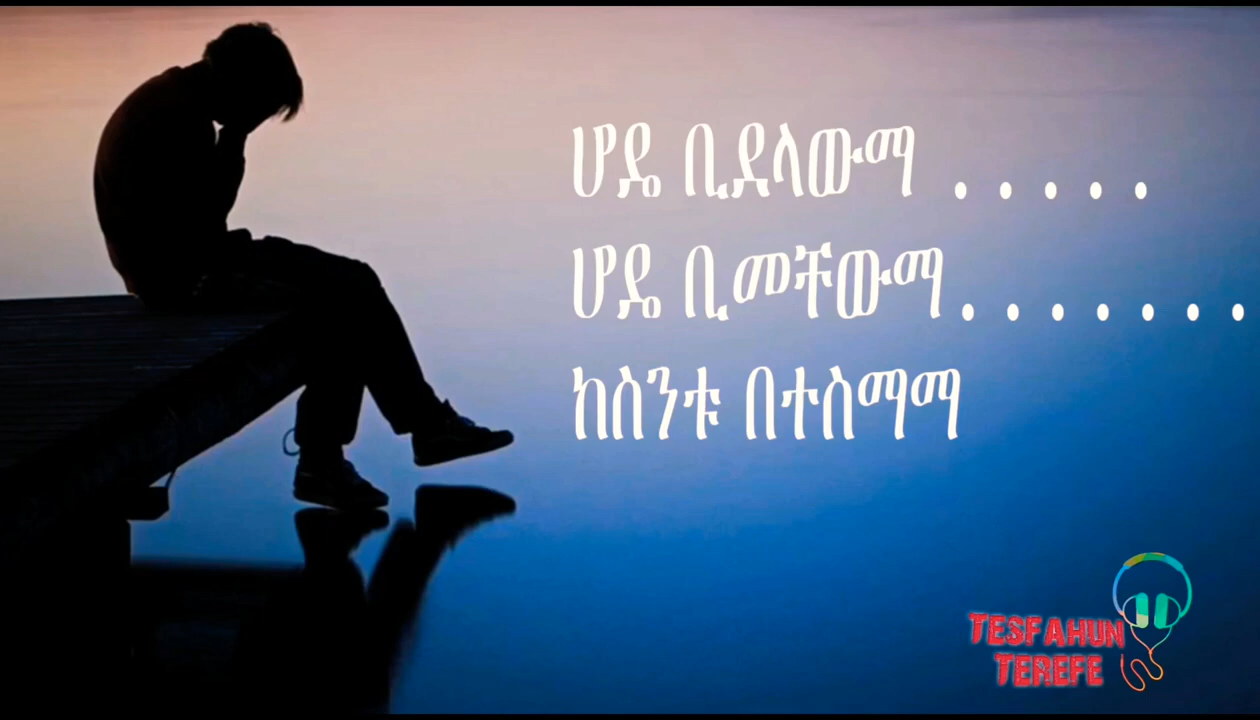 ሆዴ ቢደላውማ . . . . .
ሆዴ ቢመቸውማ . . . . . . .
ከስንቱ በተስማማ
TESFAHUN
TEREFE